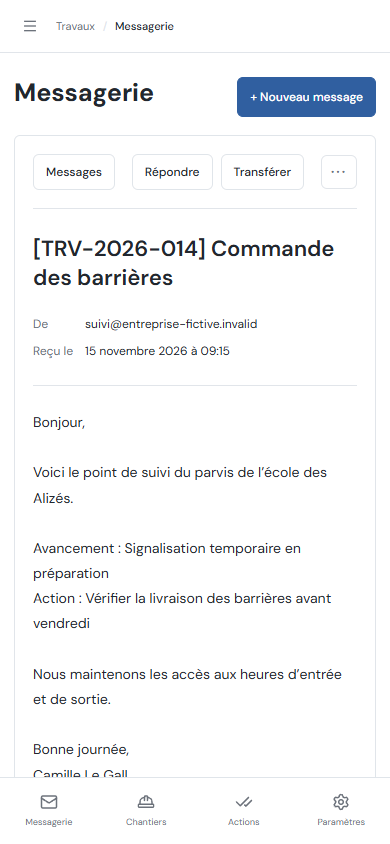 Travaux / Messagerie
Messagerie
+ Nouveau message
Messages
Répondre
Transférer
...
[TRV-2026-014] Commande
des barrières
De suivi@entreprise-fictive.invalid
Reçu le 15 novembre 2026 à 09:15
Bonjour,
Voici le point de suivi du parvis de l’école des
Alizés.
Avancement : Signalisation temporaire en
préparation
Action : Vérifier la livraison des barrières avant
vendredi
Nous maintenons les accès aux heures d’entrée
et de sortie.
Bonne journée,
Camille Le Gall
Messagerie
Chantiers
Actions
Paramètres